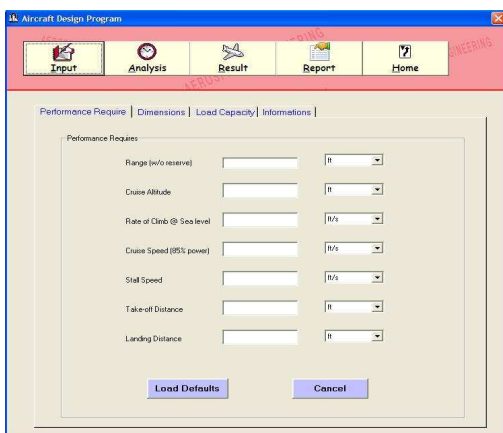 Aircraft Design Program
AEROSPACE ENGINEERING
Input Analysis Result Report Home
Performance Require Dimensions Load Capacity Informations
Performance Requires
Range (w/o reserve) ft
Cruise Altitude ft
Rate of Climb @ Sea level ft/s
Cruise Speed (85% power) ft/s
Stall Speed ft/s
Take-off Distance ft
Landing Distance ft
Load Defaults Cancel